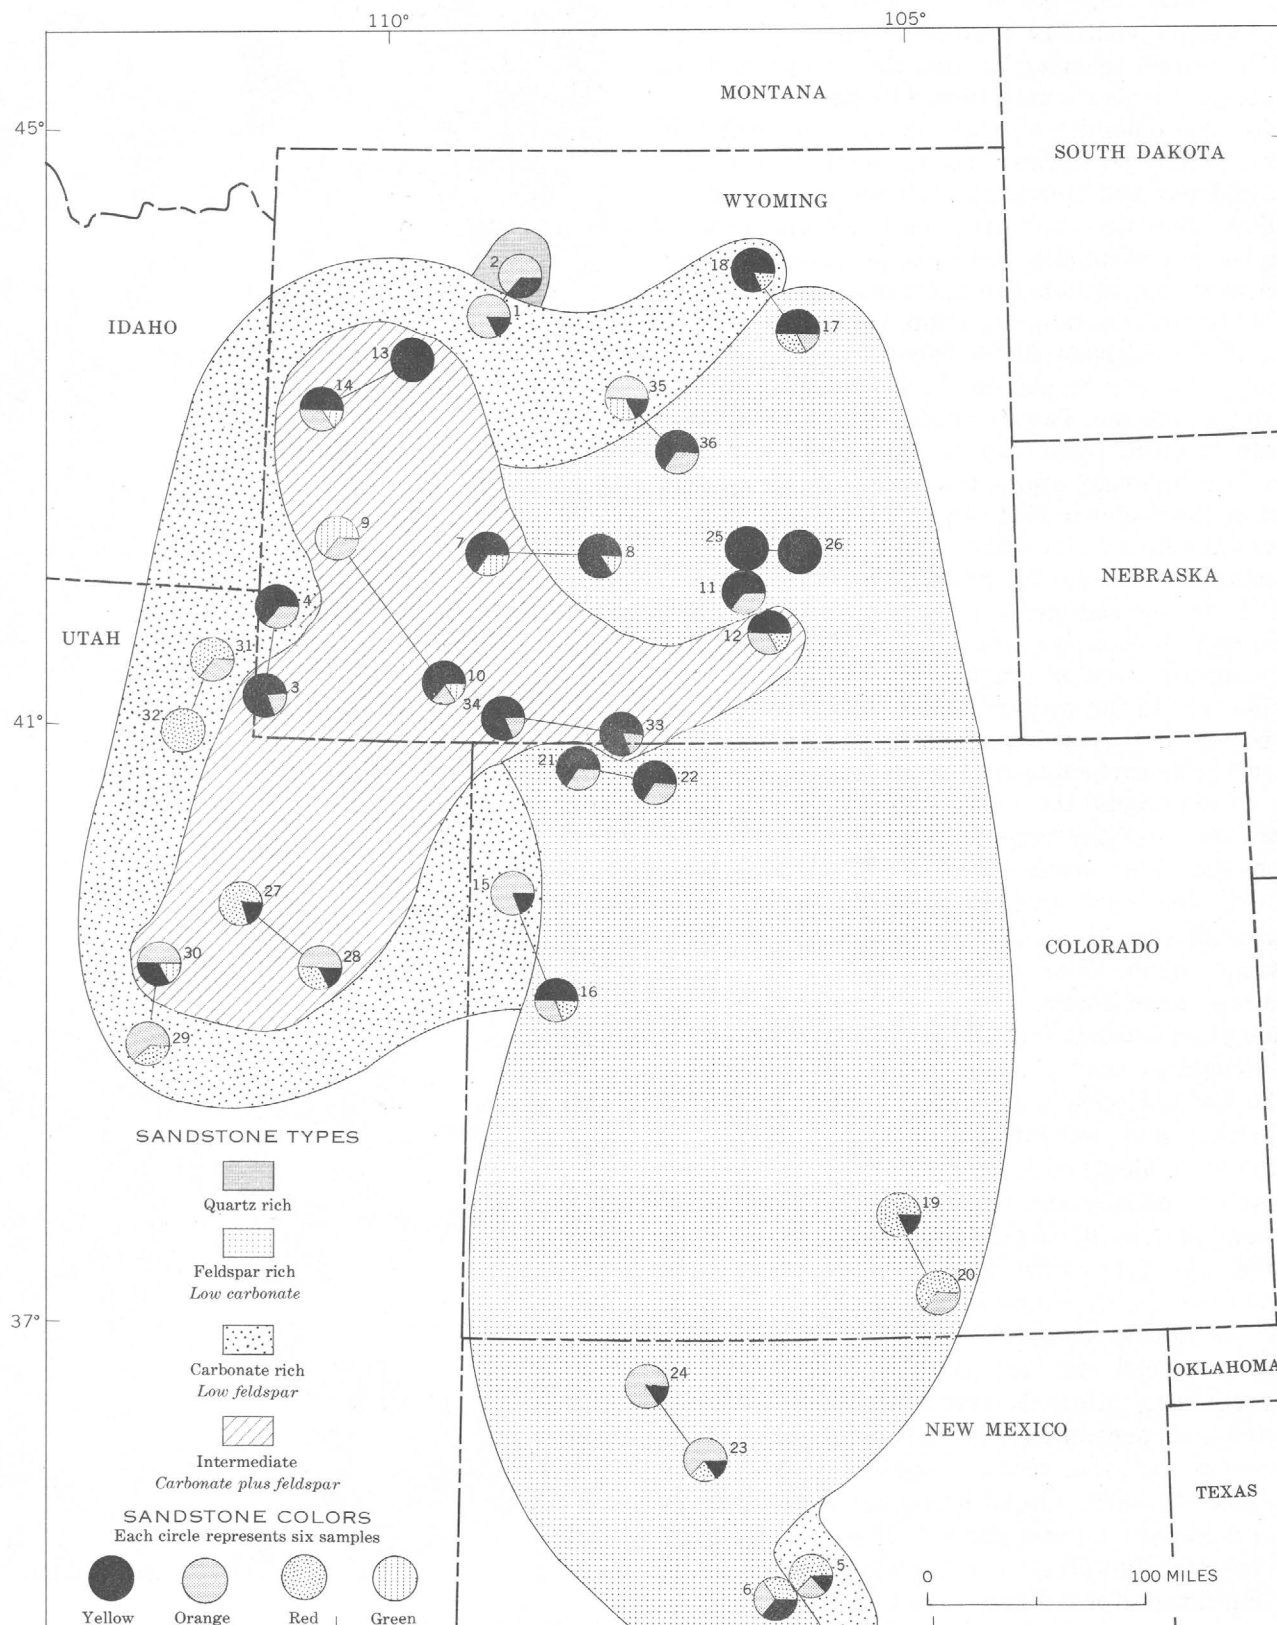 110°
105°
MONTANA
45°
SOUTH DAKOTA
WYOMING
2
18
1
IDAHO
17
13
14
35
36
9
25
26
7
8
11
NEBRASKA
4
12
UTAH
31
10
3
34
32
33
41°
21
22
15
27
COLORADO
30
28
16
29
SANDSTONE TYPES
Quartz rich
19
Feldspar rich
Low carbonate
20
37°
Carbonate rich
Low feldspar
OKLAHOMA
24
NEW MEXICO
23
Intermediate
Carbonate plus feldspar
TEXAS
SANDSTONE COLORS
Each circle represents six samples
5
6
0
100 MILES
Yellow
Orange
Red
Green